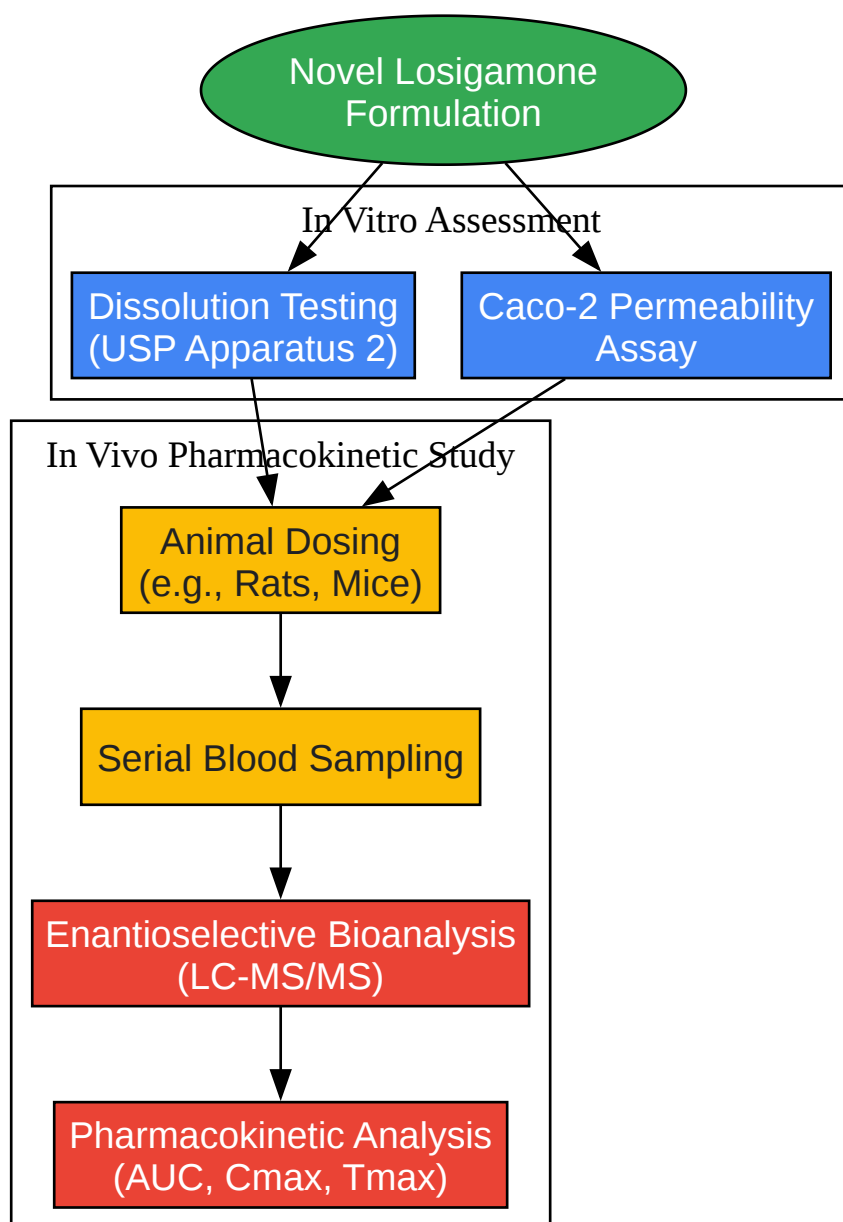 Novel Losigamone
Formulation
In Vitro Assessment
Dissolution Testing
(USP Apparatus 2)
Caco-2 Permeability
Assay
In Vivo Pharmacokinetic Study
Animal Dosing
(e.g., Rats, Mice)
Serial Blood Sampling
Enantioselective Bioanalysis
(LC-MS/MS)
Pharmacokinetic Analysis
(AUC, Cmax, Tmax)